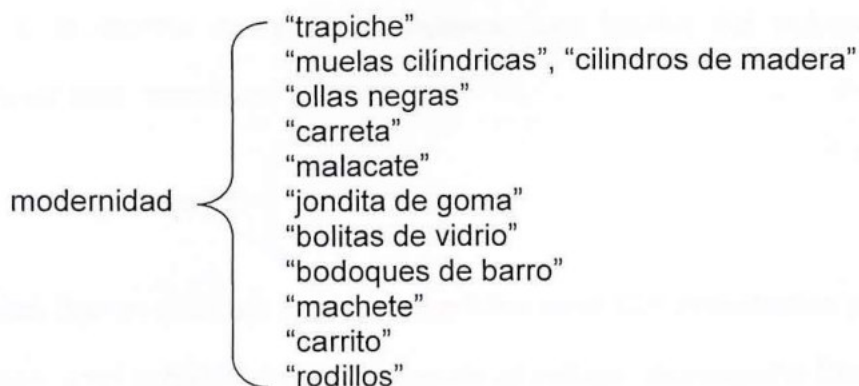 “trapiche”
“muelas cilíndricas”, “cilindros de madera”
“ollas negras”
“carreta”
“malacate”
modernidad
“jondita de goma”
“bolitas de vidrio”
“bodoques de barro”
“machete”
“carrito”
“rodillos”